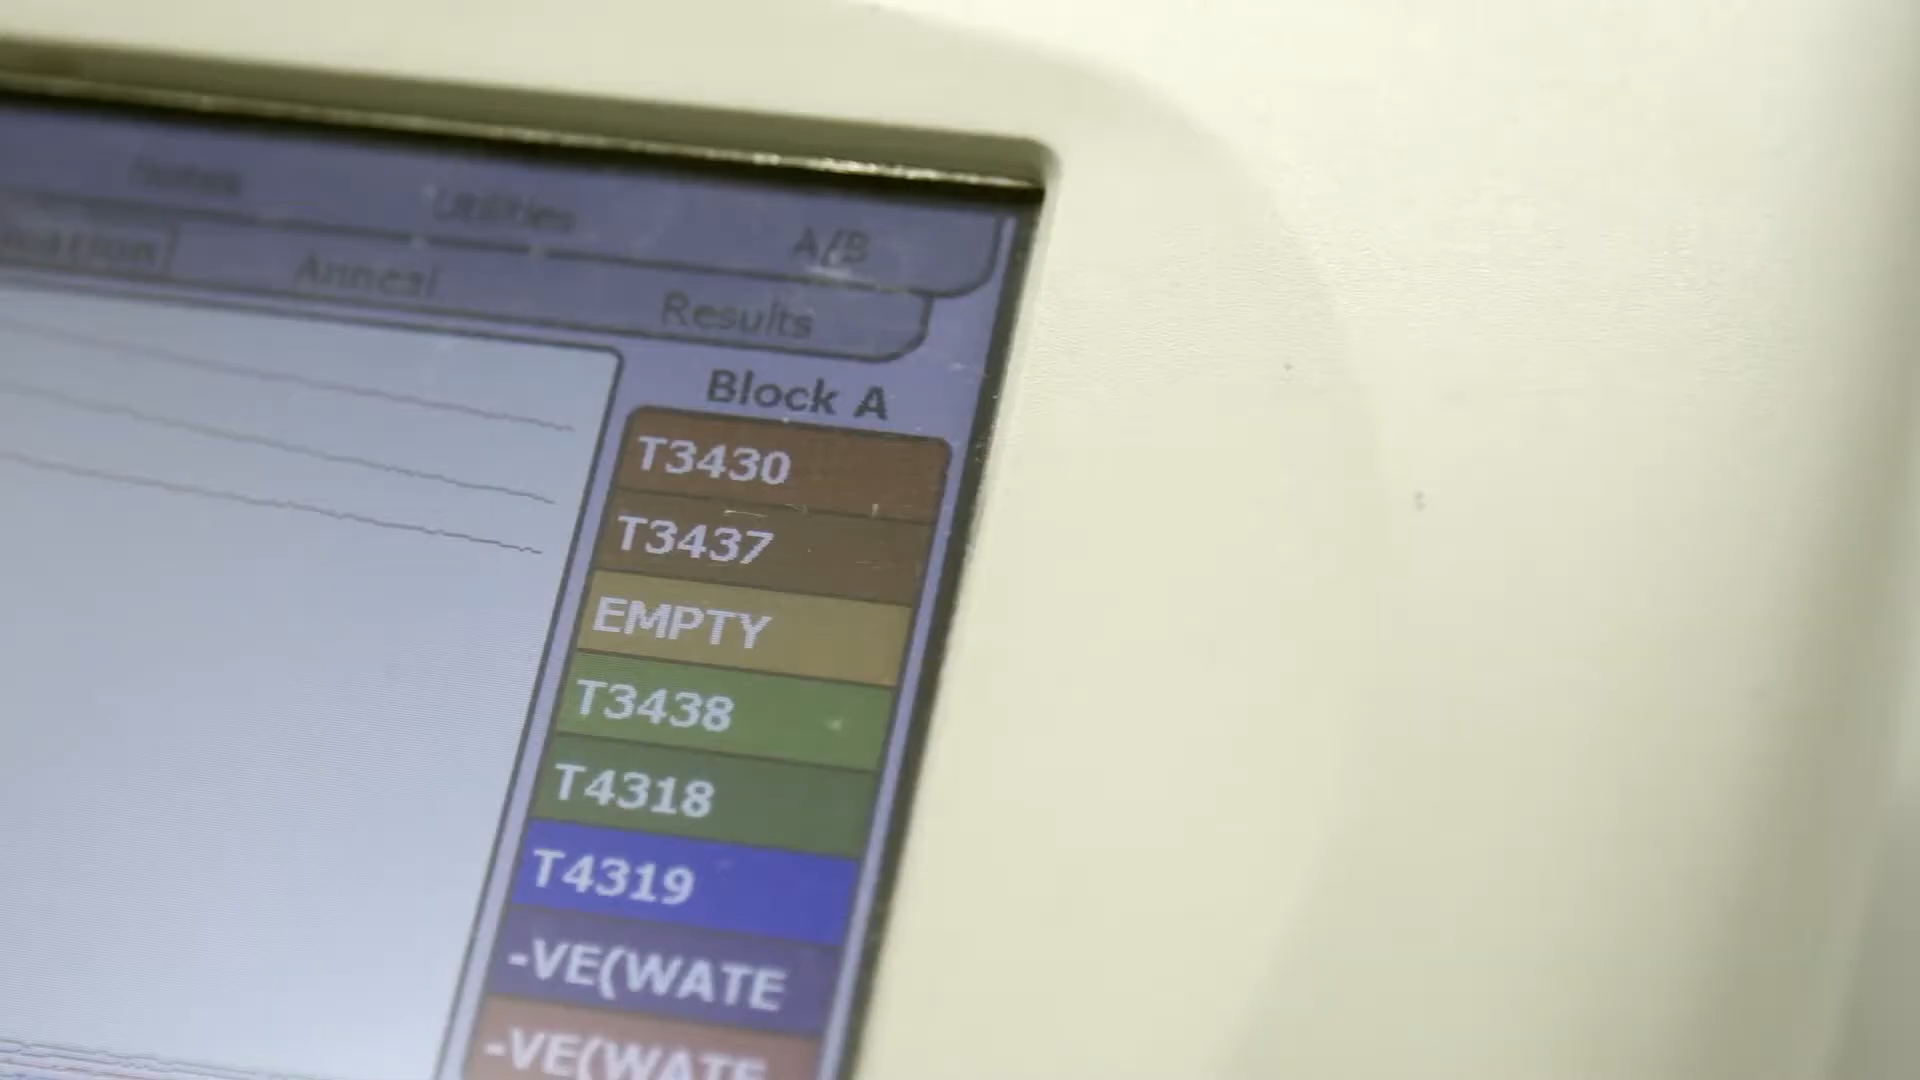 Utilities
A/B
Anneal
Results
Block A
T3430
T3437
EMPTY
T3438
T4318
T4319
-VE(WATE
-VE(WATE